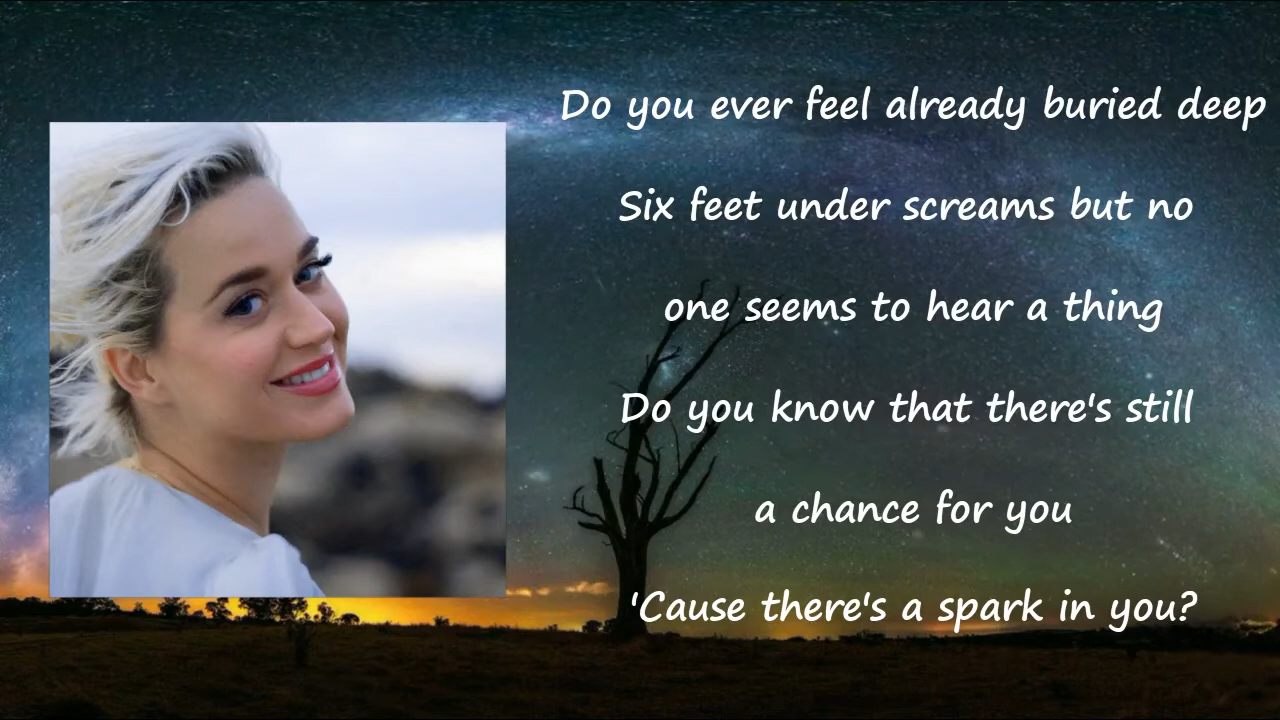 Do you ever feel already buried deep
Six feet under screams but no
one seems to hear a thing
Do you know that there's still
a chance for you
'Cause there's a spark in you?